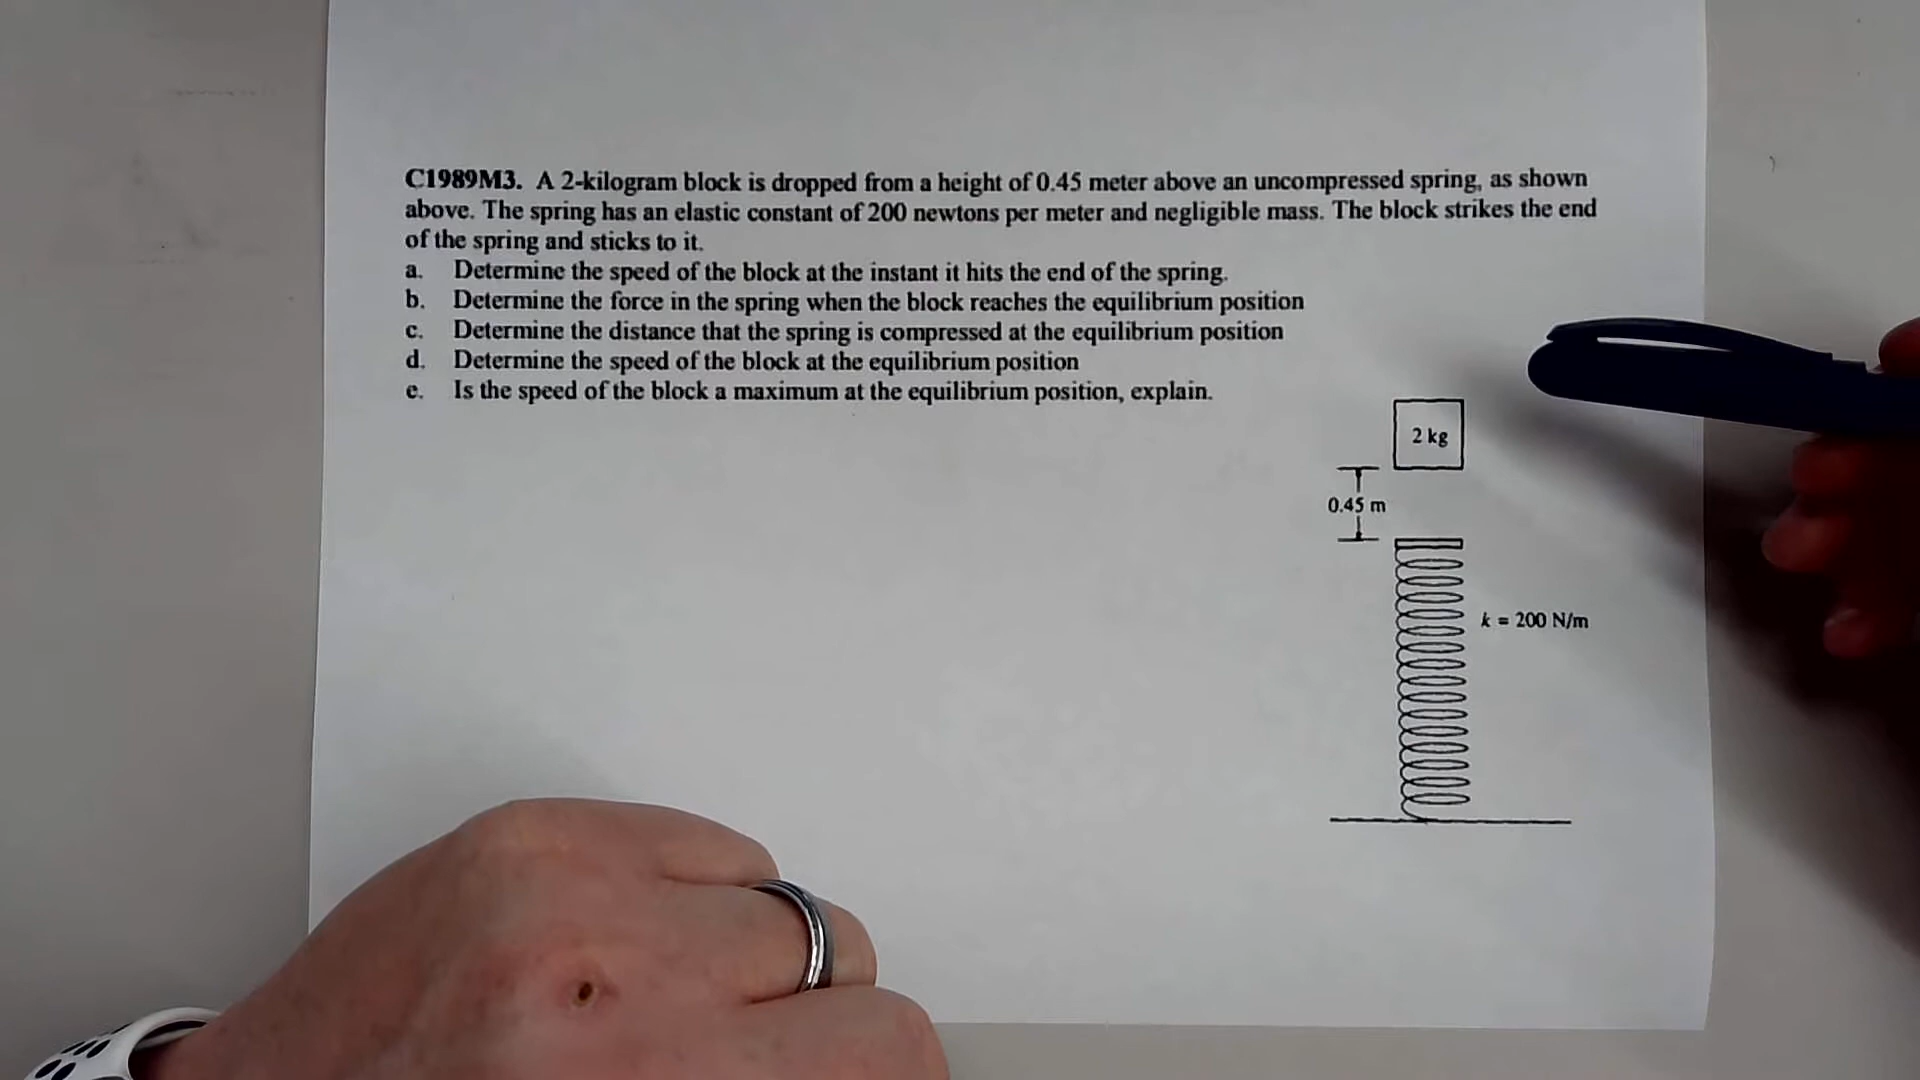 C1989M3. A 2-kilogram block is dropped from a height of 0.45 meter above an uncompressed spring, as shown
above. The spring has an elastic constant of 200 newtons per meter and negligible mass. The block strikes the end
of the spring and sticks to it.
a. Determine the speed of the block at the instant it hits the end of the spring.
b. Determine the force in the spring when the block reaches the equilibrium position
c. Determine the distance that the spring is compressed at the equilibrium position
d. Determine the speed of the block at the equilibrium position
e. Is the speed of the block a maximum at the equilibrium position, explain.
2 kg
0.45 m
k = 200 N/m